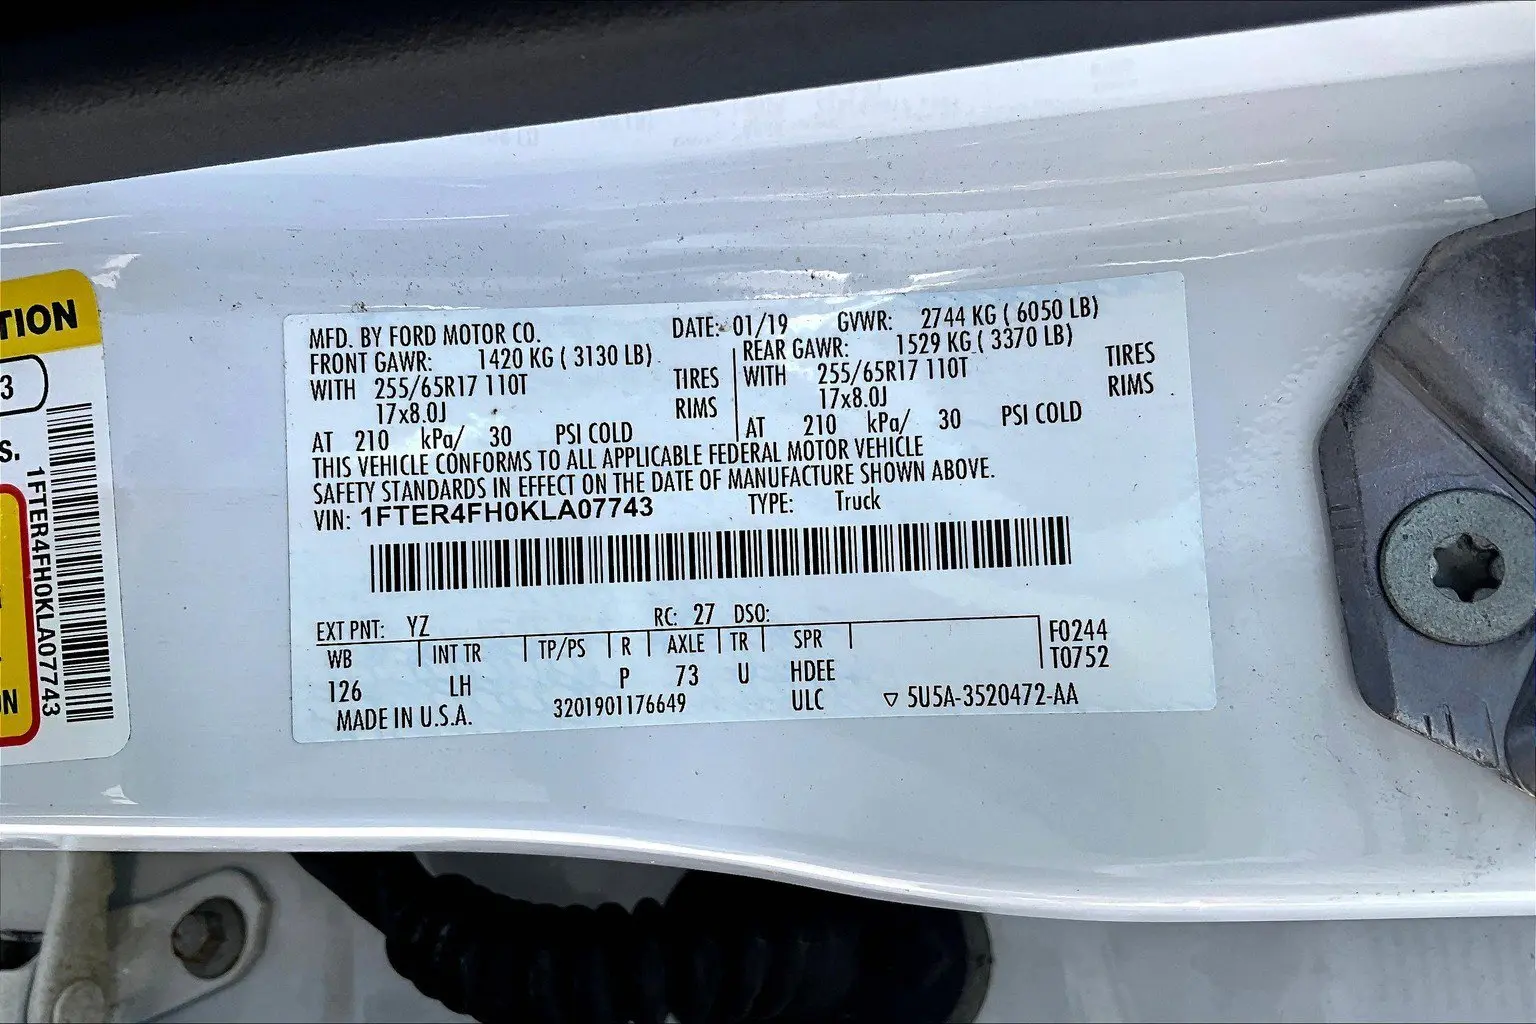 TION
3
S.
1FTER4FH0KLA07743
ON
MFD. BY FORD MOTOR CO. DATE: 01/19 GVWR: 2744 KG ( 6050 LB)
FRONT GAWR: 1420 KG ( 3130 LB) REAR GAWR: 1529 KG ( 3370 LB)
WITH 255/65R17 110T TIRES WITH 255/65R17 110T TIRES
17x8.0J RIMS 17x8.0J RIMS
AT 210 kPa/ 30 PSI COLD AT 210 kPa/ 30 PSI COLD
THIS VEHICLE CONFORMS TO ALL APPLICABLE FEDERAL MOTOR VEHICLE
SAFETY STANDARDS IN EFFECT ON THE DATE OF MANUFACTURE SHOWN ABOVE.
VIN: 1FTER4FH0KLA07743 TYPE: Truck
EXT PNT: YZ RC: 27 DSO:
WB INT TR TP/PS R AXLE TR SPR F0244
126 LH P 73 U HDEE T0752
MADE IN U.S.A. 3201901176649 ULC ▽ 5U5A-3520472-AA